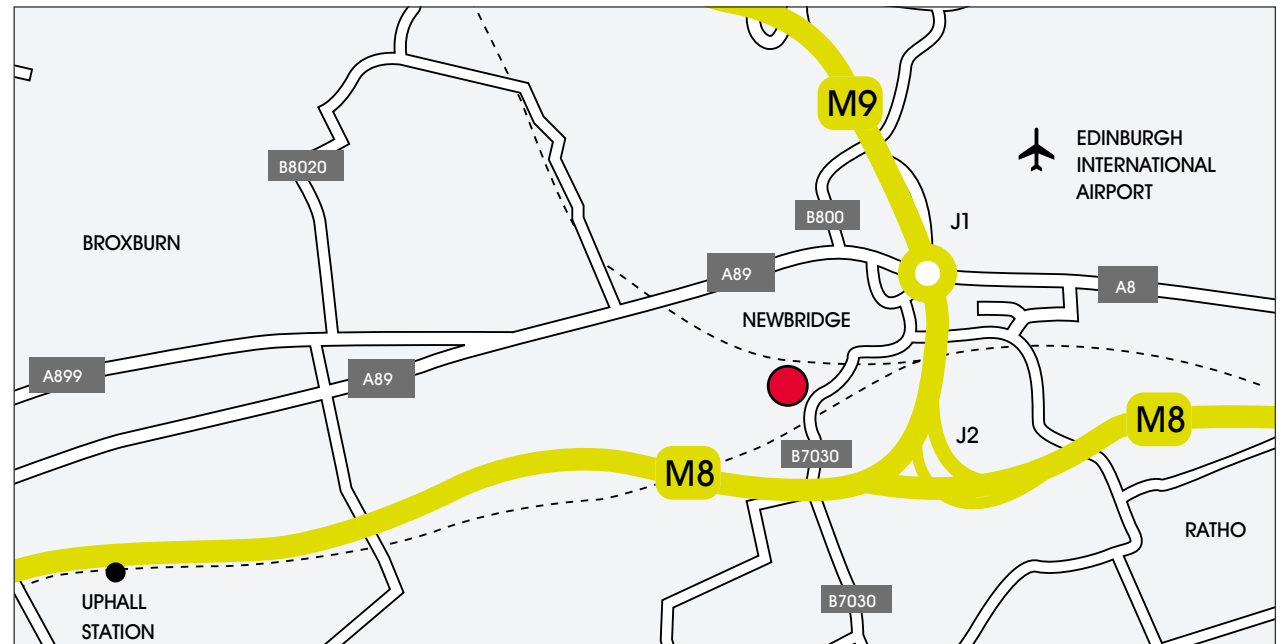 M9
EDINBURGH
INTERNATIONAL
AIRPORT
B8020
B800
J1
BROXBURN
A89
A8
NEWBRIDGE
A899
A89
M8
J2
B7030
M8
RATHO
B7030
UPHALL
STATION